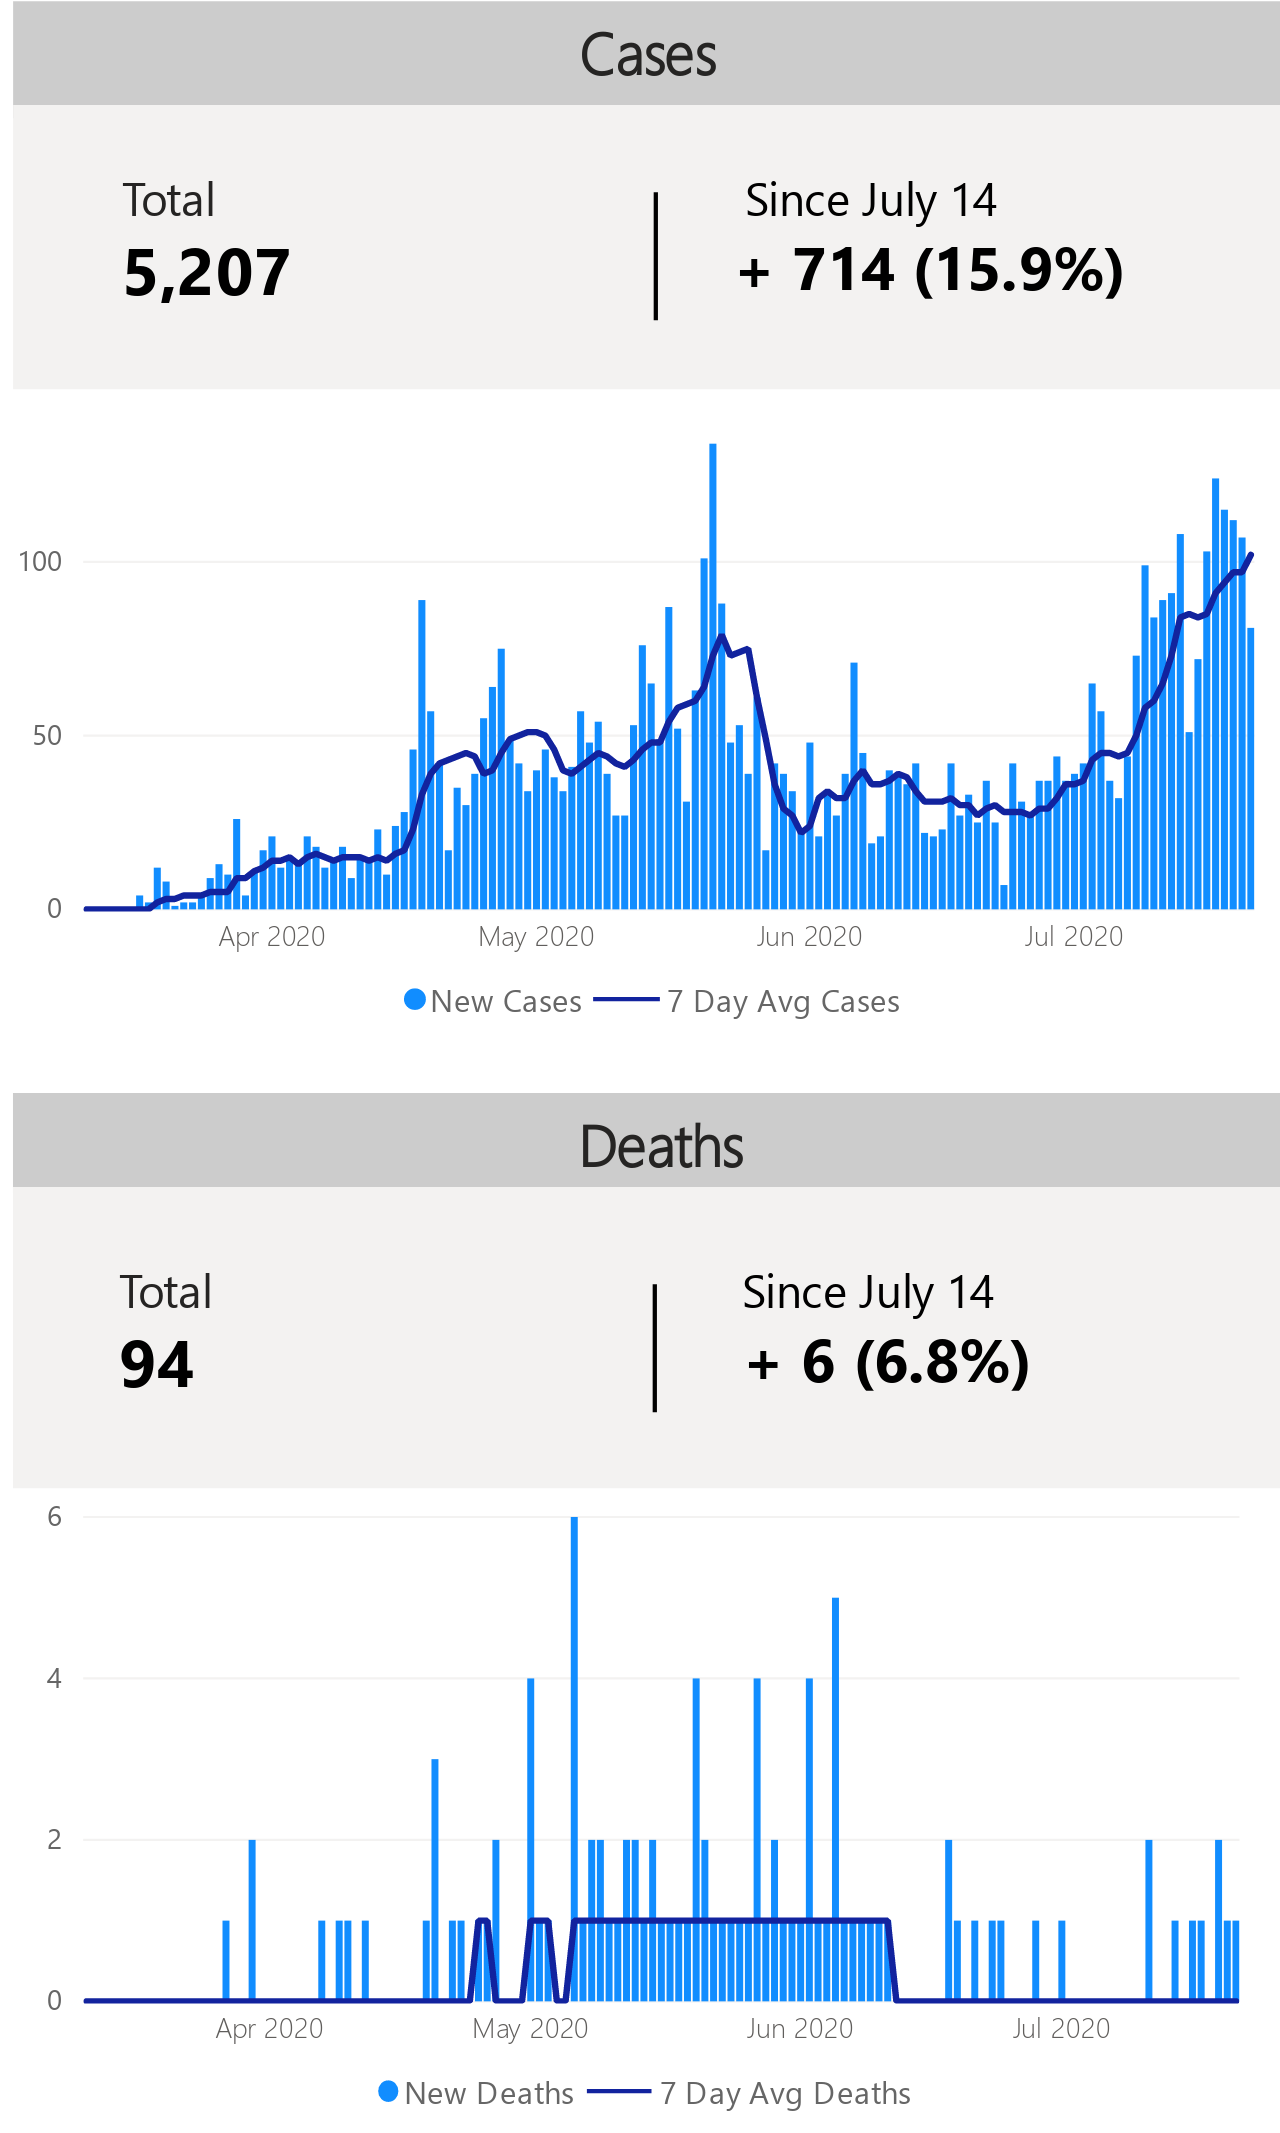 Cases
Total
5,207
Since July 14
+ 714 (15.9%)
100
50
0
Apr 2020 May 2020 Jun 2020 Jul 2020
New Cases 7 Day Avg Cases
Deaths
Total
94
Since July 14
+ 6 (6.8%)
6
4
2
0
Apr 2020 May 2020 Jun 2020 Jul 2020
New Deaths 7 Day Avg Deaths